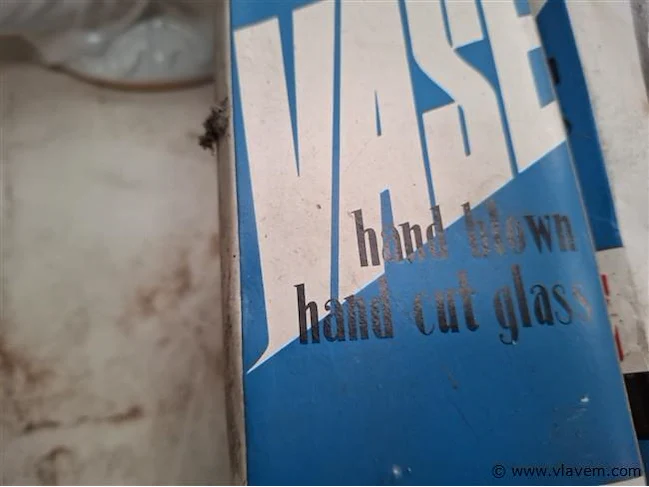 VASE
hand blown
hand cut glass
© www.vlavem.com